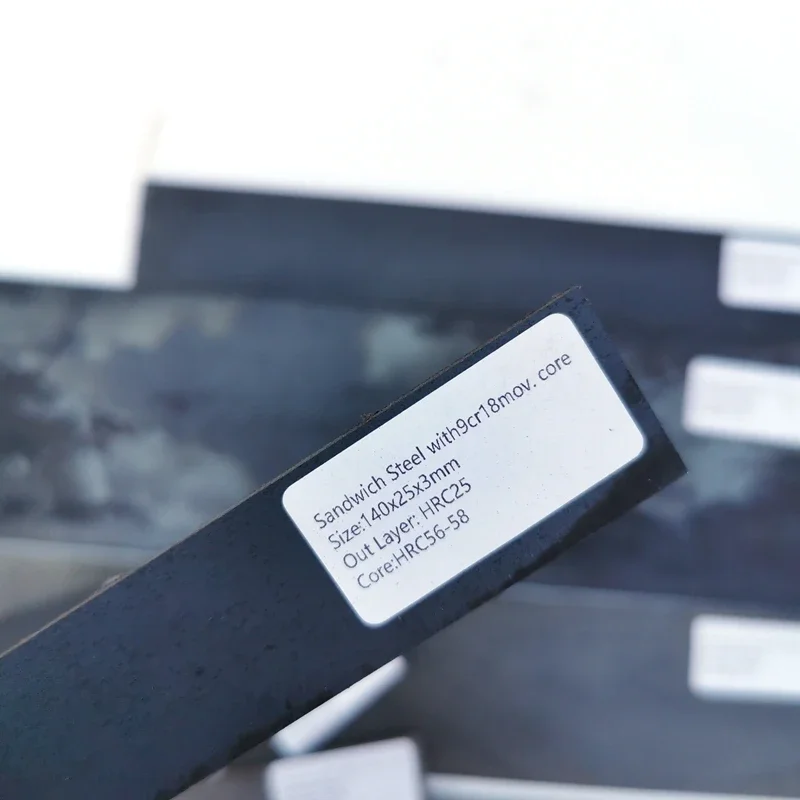 Sandwich Steel with9cr18mov. core
Size:140x25x3mm
Out Layer: HRC25
Core:HRC56-58